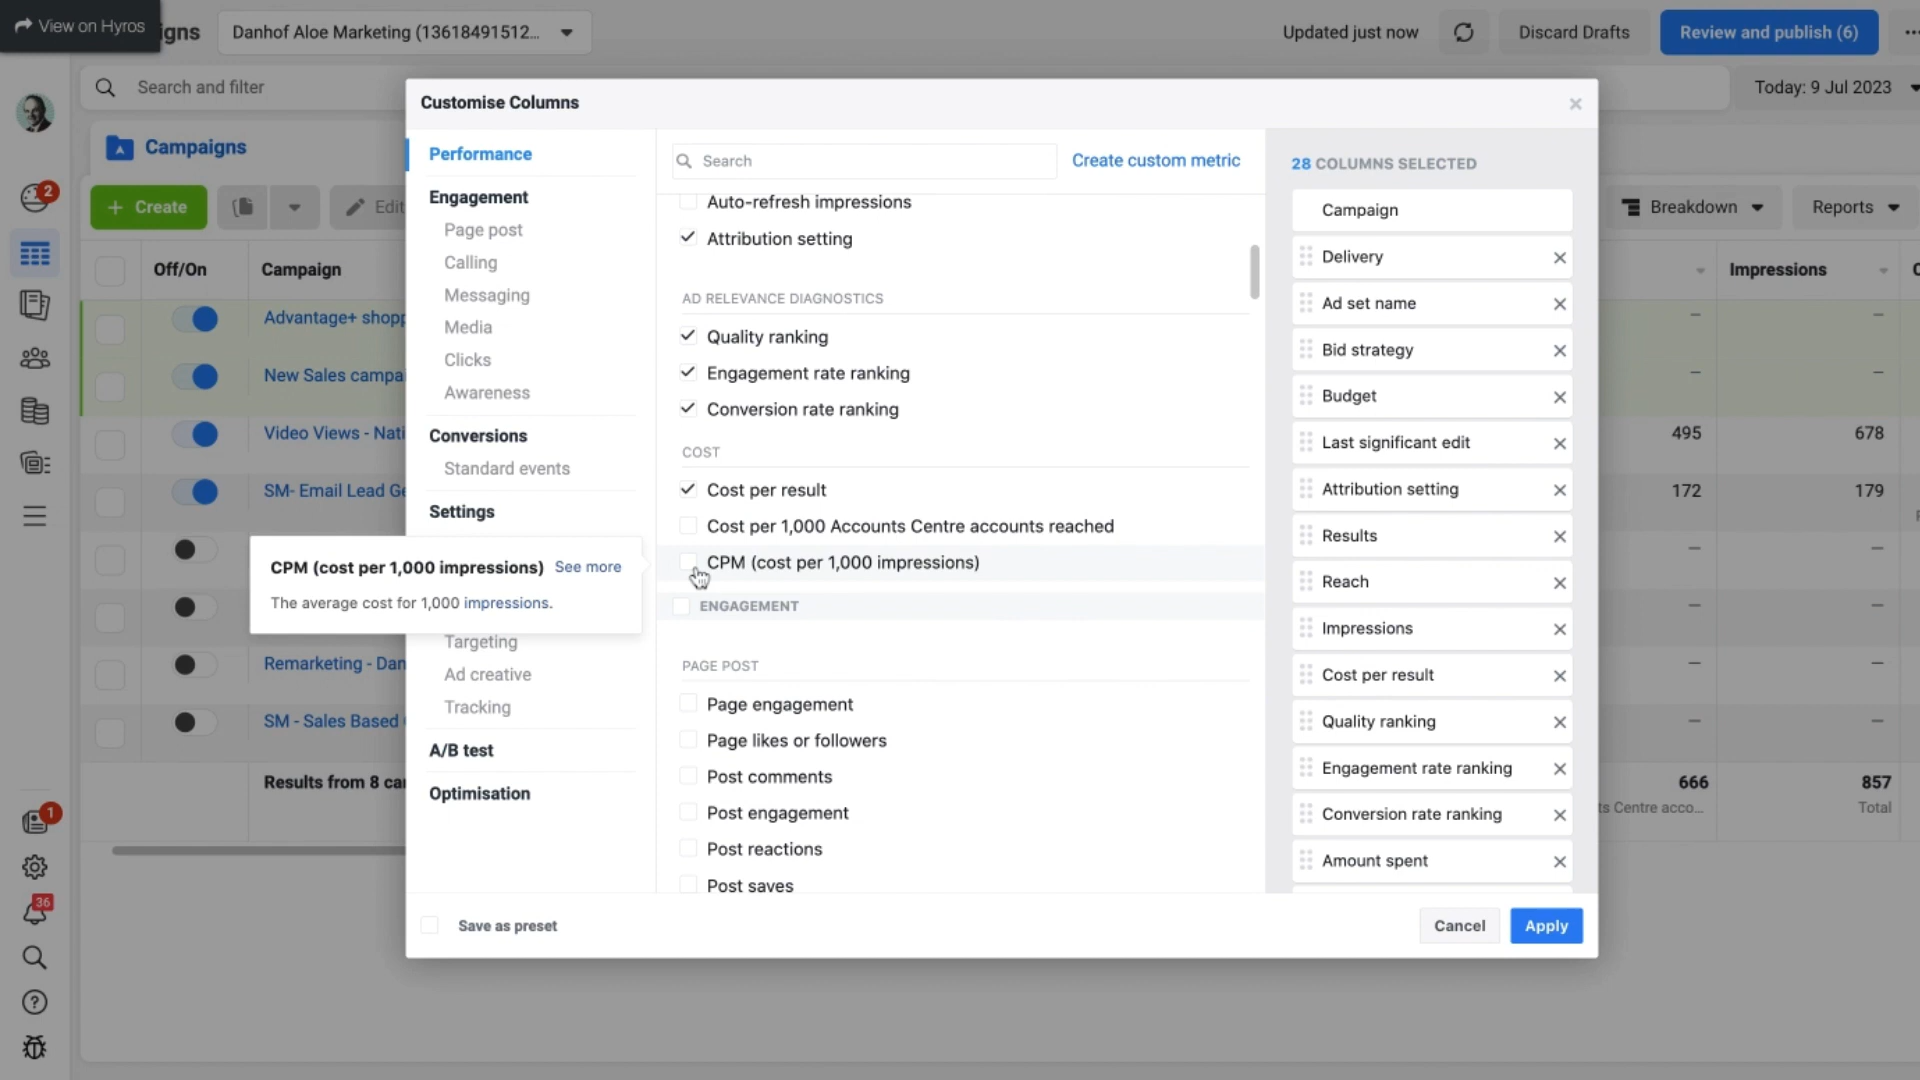 View on Hyros
igns
Danhof Aloe Marketing (13618491512...
Updated just now
Discard Drafts
Review and publish (6)
Search and filter
Today: 9 Jul 2023
Campaigns
+ Create
Edit
Breakdown
Reports
Off/On
Campaign
Impressions
Advantage+ shopp
—
—
New Sales campa
—
—
Video Views - Nati
495
678
SM- Email Lead Ge
172
179
—
—
—
—
Remarketing - Dan
—
—
SM - Sales Based
—
—
Results from 8 ca
666
857
ts Centre acco...
Total
2
1
36
Customise Columns
Performance
Engagement
Page post
Calling
Messaging
Media
Clicks
Awareness
Conversions
Standard events
Settings
Targeting
Ad creative
Tracking
A/B test
Optimisation
CPM (cost per 1,000 impressions) See more
The average cost for 1,000 impressions.
Search
Create custom metric
Auto-refresh impressions
Attribution setting
AD RELEVANCE DIAGNOSTICS
Quality ranking
Engagement rate ranking
Conversion rate ranking
COST
Cost per result
Cost per 1,000 Accounts Centre accounts reached
CPM (cost per 1,000 impressions)
ENGAGEMENT
PAGE POST
Page engagement
Page likes or followers
Post comments
Post engagement
Post reactions
Post saves
28 COLUMNS SELECTED
Campaign
Delivery
Ad set name
Bid strategy
Budget
Last significant edit
Attribution setting
Results
Reach
Impressions
Cost per result
Quality ranking
Engagement rate ranking
Conversion rate ranking
Amount spent
Save as preset
Cancel
Apply